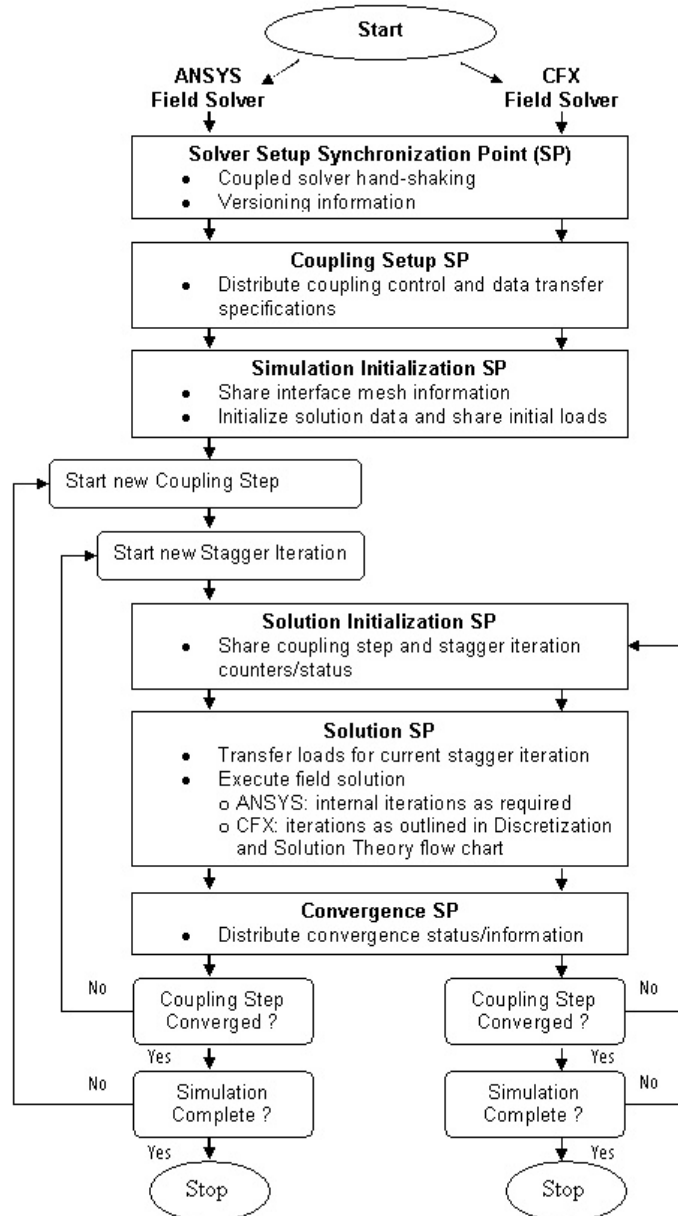 Start
ANSYS
Field Solver
CFX
Field Solver
Solver Setup Synchronization Point (SP)
● Coupled solver hand-shaking
● Versioning information
Coupling Setup SP
● Distribute coupling control and data transfer
specifications
Simulation Initialization SP
● Share interface mesh information
● Initialize solution data and share initial loads
Start new Coupling Step
Start new Stagger Iteration
Solution Initialization SP
● Share coupling step and stagger iteration
counters/status
Solution SP
● Transfer loads for current stagger iteration
● Execute field solution
o ANSYS: internal iterations as required
o CFX: iterations as outlined in Discretization
and Solution Theory flow chart
Convergence SP
● Distribute convergence status/information
No
Coupling Step
Converged ?
Yes
No
Simulation
Complete ?
Yes
Stop
Coupling Step
Converged ?
No
Yes
Simulation
Complete ?
No
Yes
Stop